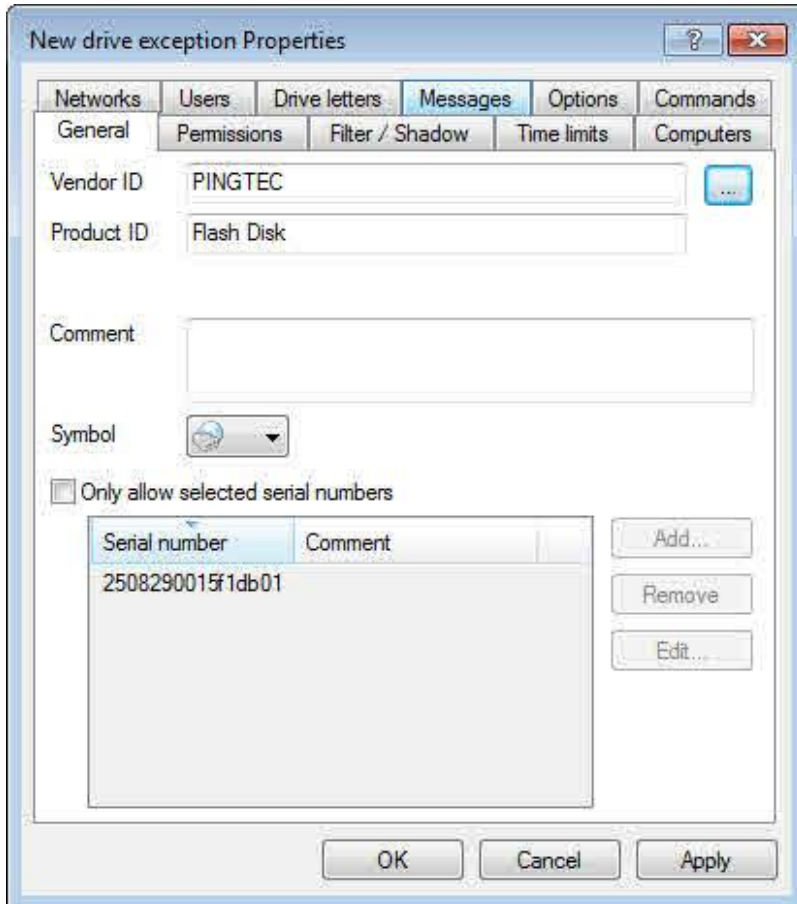 New drive exception Properties
Networks Users Drive letters Messages Options Commands
General Permissions Filter / Shadow Time limits Computers
Vendor ID PINGTEC ...
Product ID Flash Disk
Comment
Symbol
Only allow selected serial numbers
Serial number Comment Add...
2508290015f1db01
Remove
Edit...
OK Cancel Apply